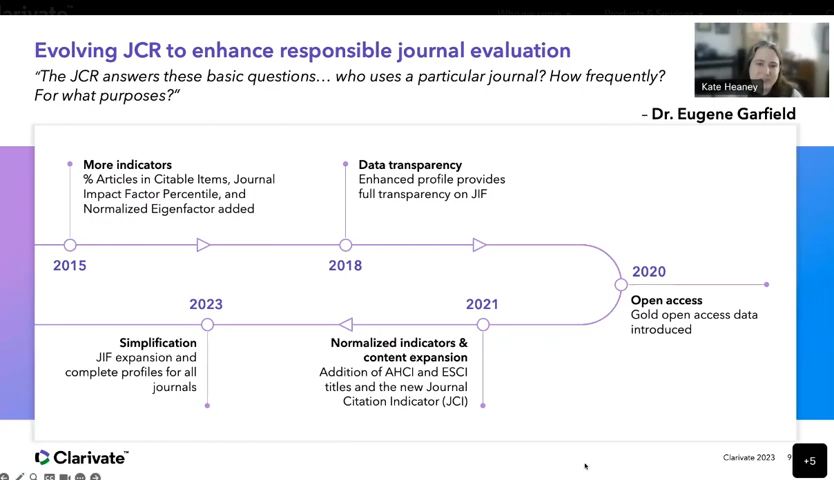 Clarivate
Evolving JCR to enhance responsible journal evaluation
“The JCR answers these basic questions… who uses a particular journal? How frequently?
For what purposes?”
Kate Heaney
– Dr. Eugene Garfield
More indicators
% Articles in Citable Items, Journal
Impact Factor Percentile, and
Normalized Eigenfactor added
Data transparency
Enhanced profile provides
full transparency on JIF
2015
2018
2020
Open access
Gold open access data
introduced
2023
2021
Simplification
JIF expansion and
complete profiles for all
journals
Normalized indicators &
content expansion
Addition of AHCI and ESCI
titles and the new Journal
Citation Indicator (JCI)
Clarivate™
Clarivate 2023 9
+5